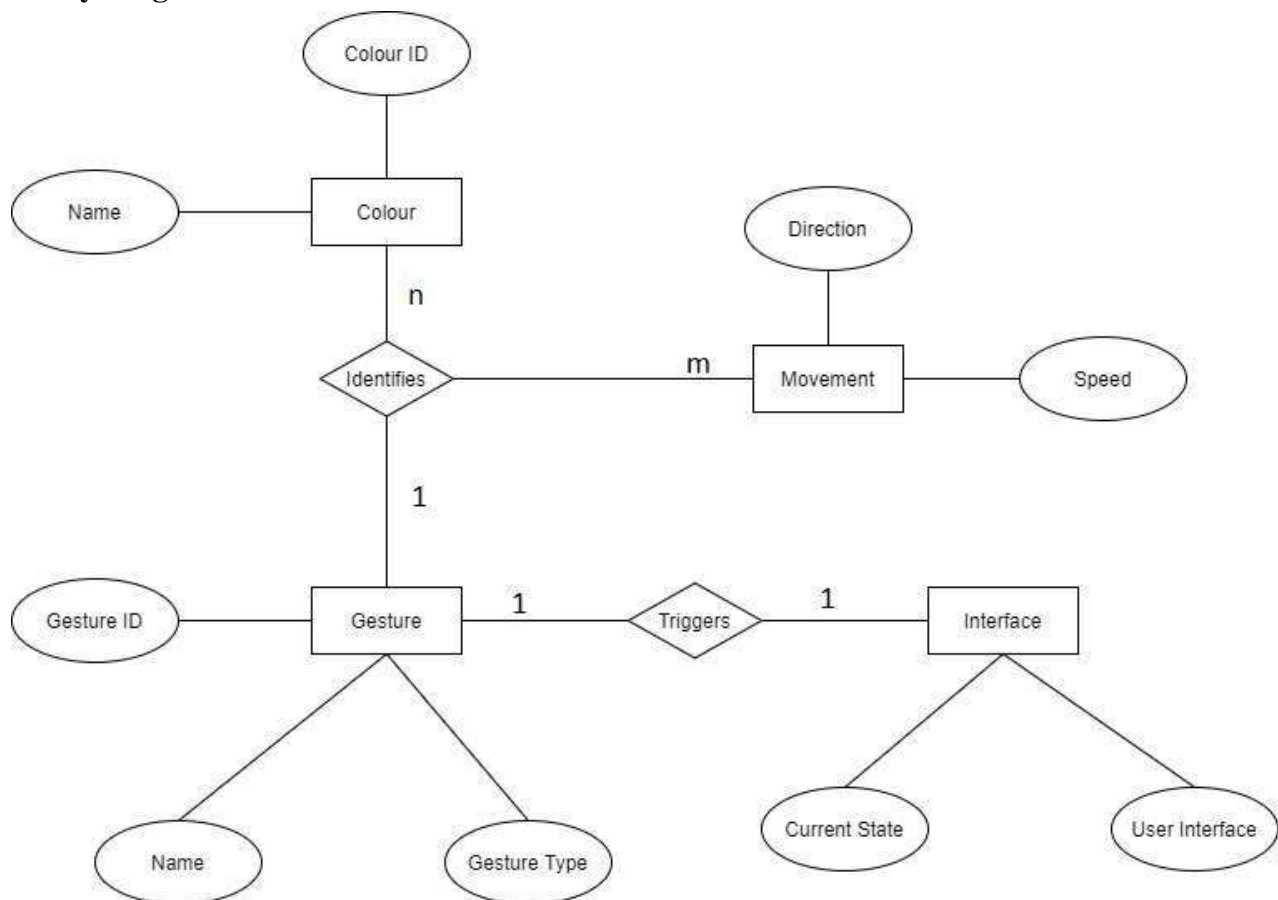 Colour ID
Name
Colour
Direction
n
Identifies
m
Movement
Speed
1
Gesture ID
Gesture
1
Triggers
1
Interface
Current State
User Interface
Name
Gesture Type